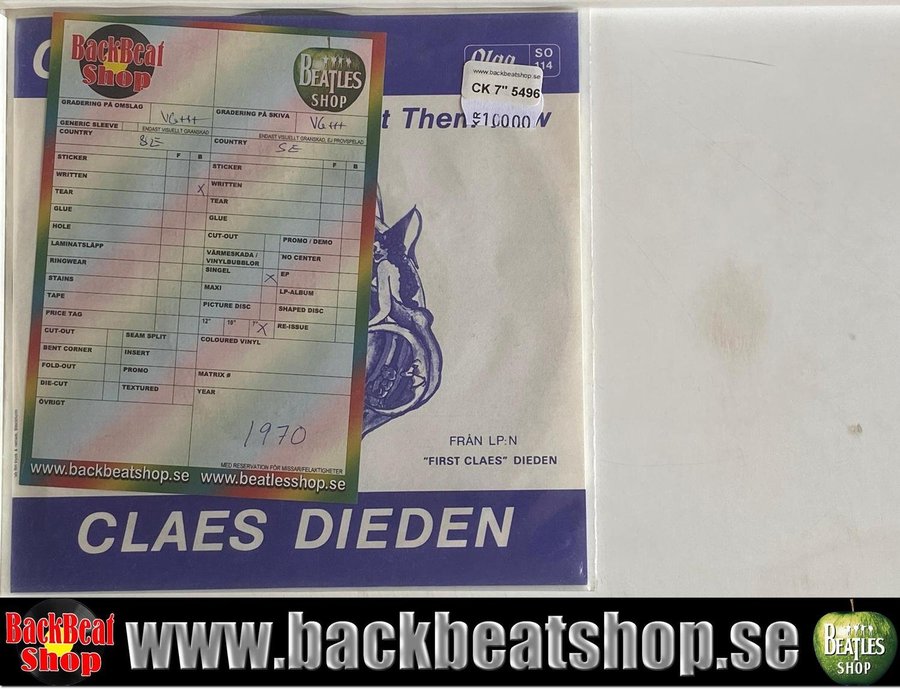 BackBeat
Shop
BEATLES
SHOP
GRADERING PÅ OMSLAG
VG+++
GRADERING PÅ SKIVA
VG+++
GENERIC SLEEVE
ENDAST VISUELLT GRANSKAD
ENDAST VISUELLT GRANSKAD, EJ PROVSPELAD
COUNTRY
SE
COUNTRY
SE
F B
F B
STICKER
WRITTEN
TEAR
GLUE
HOLE
LAMINATSLÄPP
RINGWEAR
STAINS
TAPE
PRICE TAG
CUT-OUT
SEAM SPLIT
BENT CORNER
INSERT
FOLD-OUT
PROMO
DIE-CUT
TEXTURED
ÖVRIGT
STICKER
X WRITTEN
TEAR
GLUE
CUT-OUT
PROMO / DEMO
VÄRMESKADA /
VINYLBUBBLOR
NO CENTER
SINGEL X
EP
MAXI
LP-ALBUM
PICTURE DISC
SHAPED DISC
12" 10" 7" X
RE-ISSUE
COLOURED VINYL
MATRIX #
YEAR
1970
MED RESERVATION FÖR MISSAR/FELAKTIGHETER
www.backbeatshop.se www.beatlesshop.se
Olga
SO
114
www.backbeatshop.se
CK 7" 5496
100.00
t Them
w
FRÅN LP:N
"FIRST CLAES" DIEDEN
CLAES DIEDEN
BackBeat
Shop
www.backbeatshop.se
BEATLES
SHOP